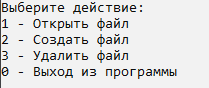 Выберите действие:
1 - Открыть файл
2 - Создать файл
3 - Удалить файл
0 - Выход из программы